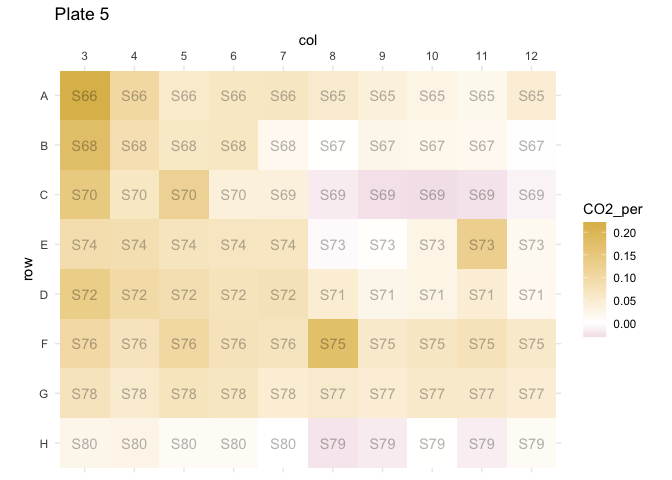 Plate 5
col
3 4 5 6 7 8 9 10 11 12
A S66 S66 S66 S66 S66 S65 S65 S65 S65 S65
B S68 S68 S68 S68 S68 S67 S67 S67 S67 S67
C S70 S70 S70 S70 S69 S69 S69 S69 S69 S69
E S74 S74 S74 S74 S74 S73 S73 S73 S73 S73
D S72 S72 S72 S72 S72 S71 S71 S71 S71 S71
F S76 S76 S76 S76 S76 S75 S75 S75 S75 S75
G S78 S78 S78 S78 S78 S77 S77 S77 S77 S77
H S80 S80 S80 S80 S80 S79 S79 S79 S79 S79
row
CO2_per
0.20
0.15
0.10
0.05
0.00